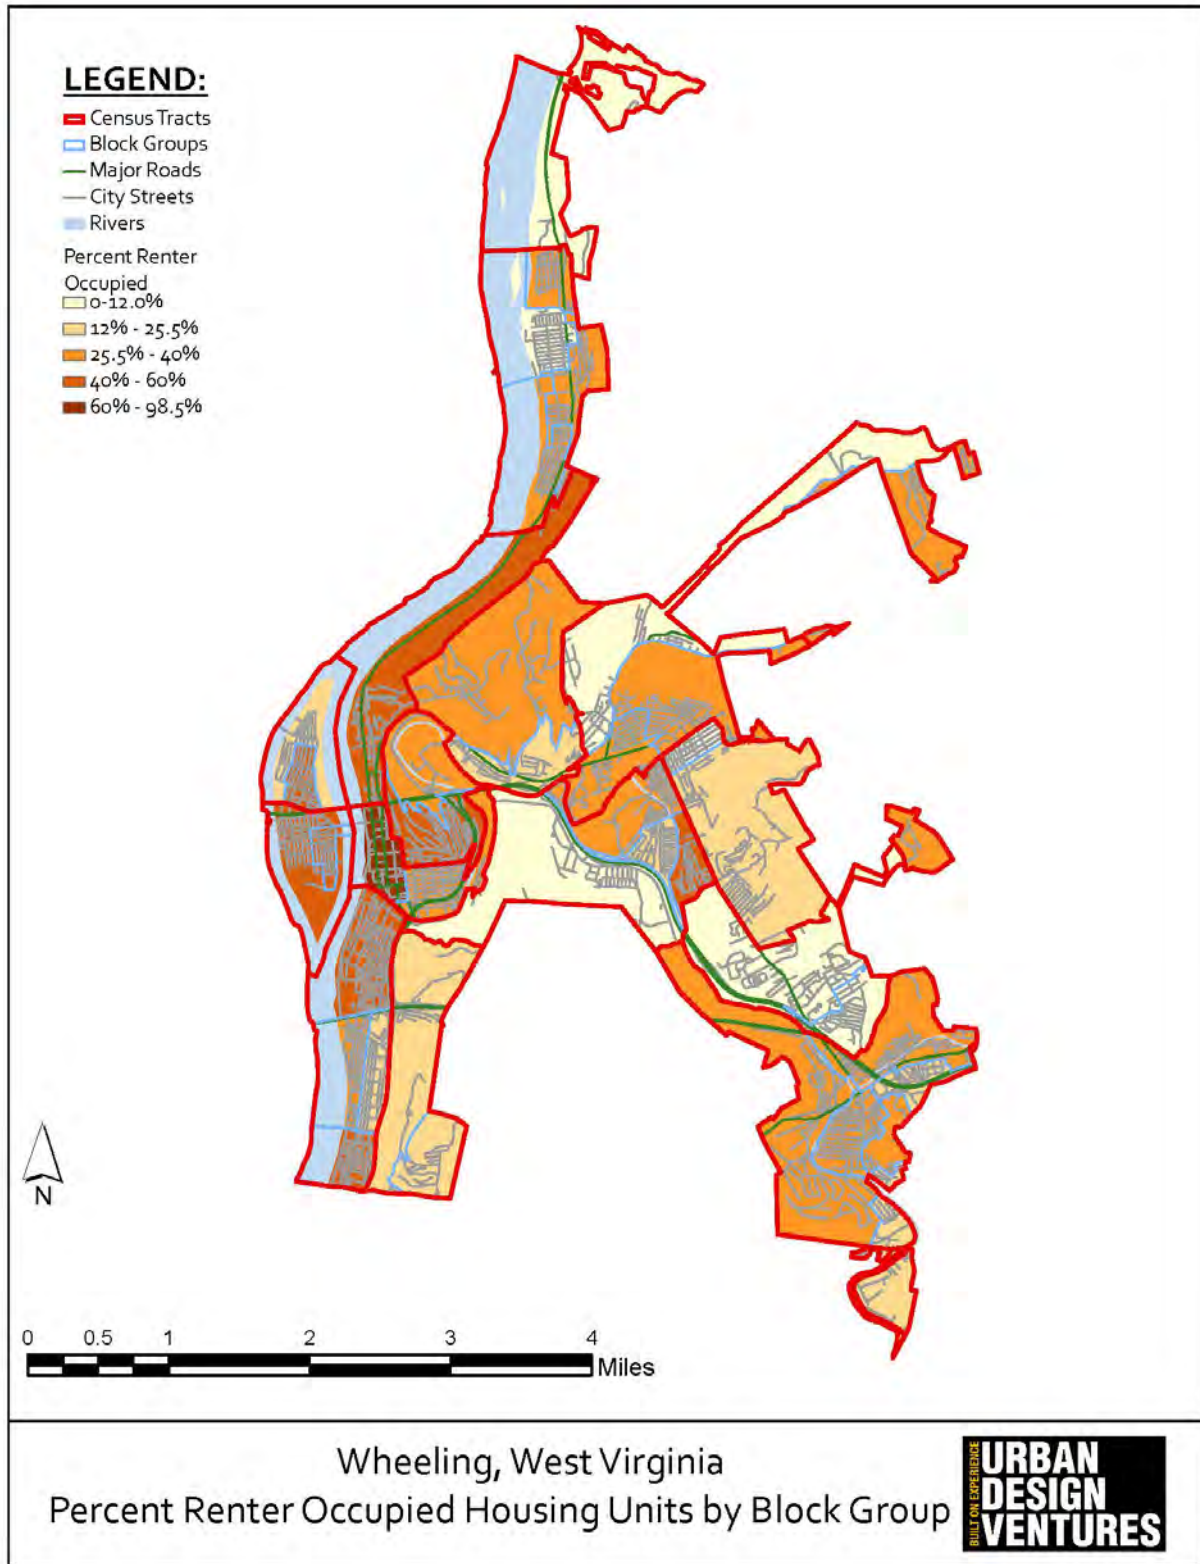 LEGEND:
Census Tracts
Block Groups
Major Roads
City Streets
Rivers
Percent Renter
Occupied
0-12.0%
12% - 25.5%
25.5% - 40%
40% - 60%
60% - 98.5%
N
0 0.5 1 2 3 4
Miles
Wheeling, West Virginia
Percent Renter Occupied Housing Units by Block Group
BUILT ON EXPERIENCE
URBAN
DESIGN
VENTURES